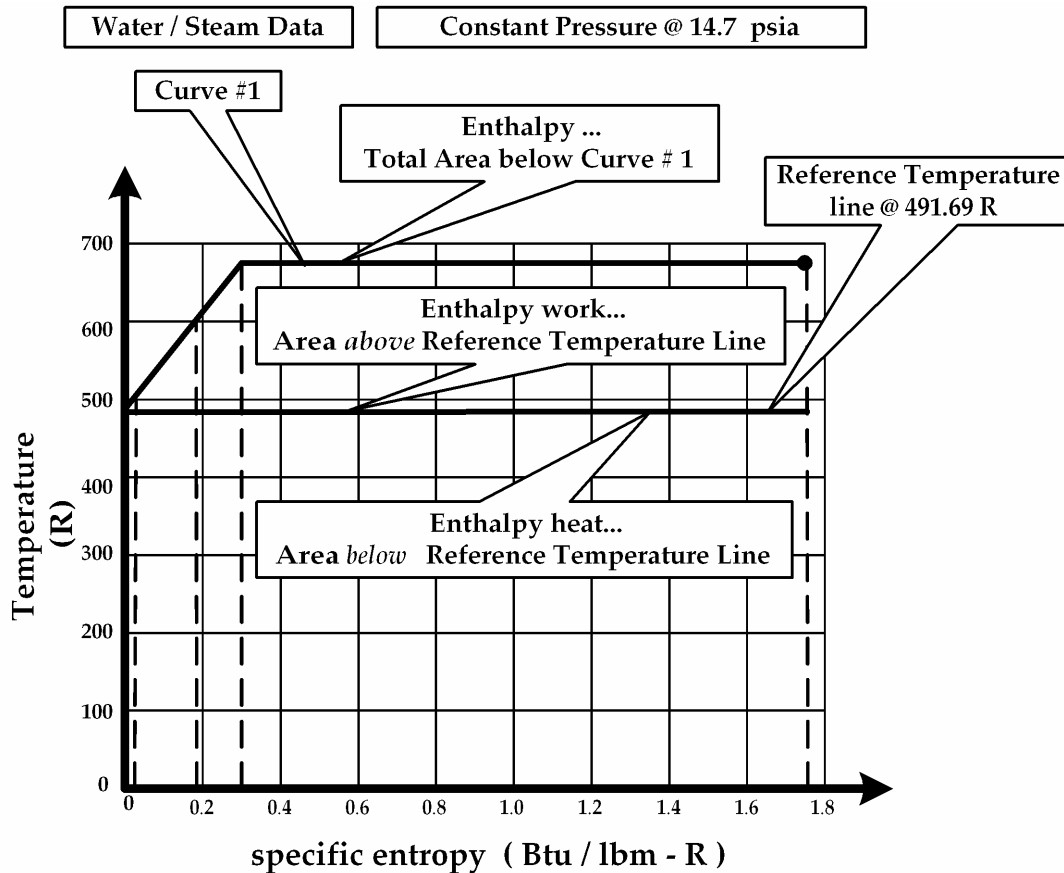 Water / Steam Data
Constant Pressure @ 14.7 psia
Curve #1
Enthalpy ...
Total Area below Curve # 1
Reference Temperature
line @ 491.69 R
700
Enthalpy work...
Area above Reference Temperature Line
600
500
400
Enthalpy heat...
Area below Reference Temperature Line
300
200
100
0
Temperature
(R)
0 0.2 0.4 0.6 0.8 1.0 1.2 1.4 1.6 1.8
specific entropy ( Btu / lbm - R )